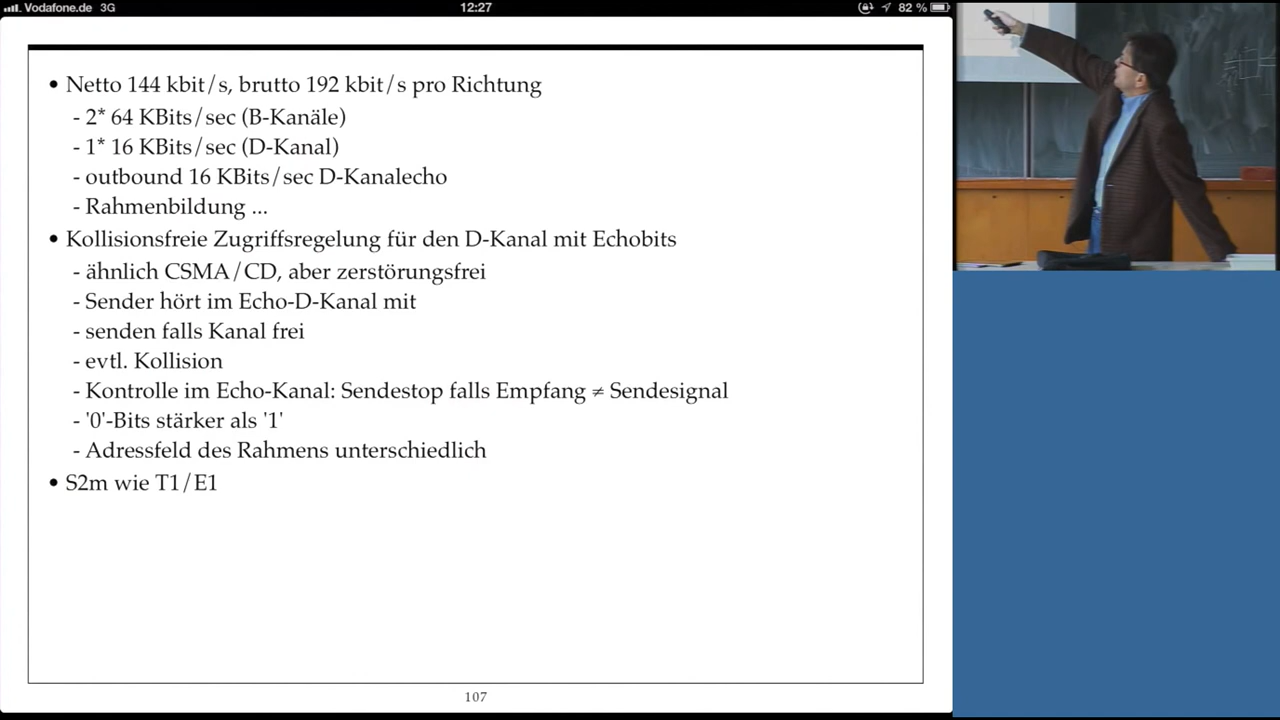 Vodafone.de 3G 12:27 82 %
• Netto 144 kbit/s, brutto 192 kbit/s pro Richtung
- 2* 64 KBits/sec (B-Kanäle)
- 1* 16 KBits/sec (D-Kanal)
- outbound 16 KBits/sec D-Kanalecho
- Rahmenbildung ...
• Kollisionsfreie Zugriffsregelung für den D-Kanal mit Echobits
- ähnlich CSMA/CD, aber zerstörungsfrei
- Sender hört im Echo-D-Kanal mit
- senden falls Kanal frei
- evtl. Kollision
- Kontrolle im Echo-Kanal: Sendestop falls Empfang ≠ Sendesignal
- '0'-Bits stärker als '1'
- Adressfeld des Rahmens unterschiedlich
• S2m wie T1/E1
107